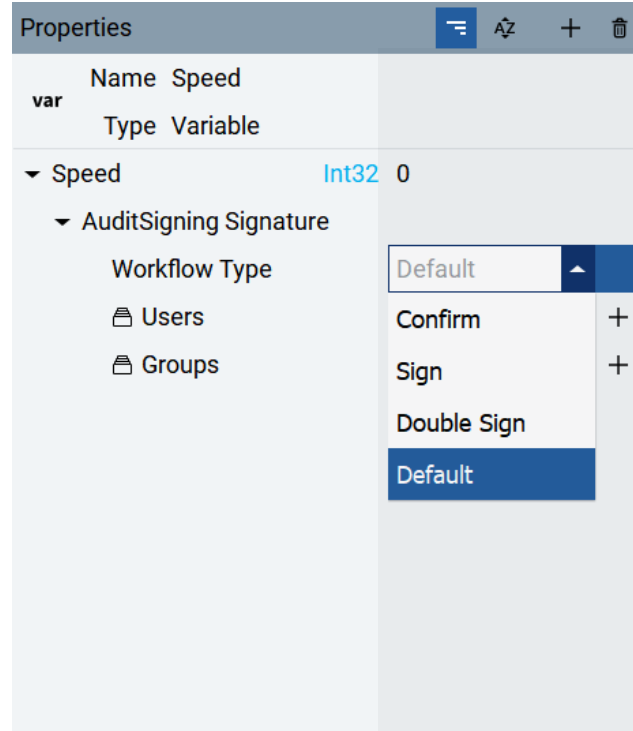 Properties
Name Speed
var
Type Variable
Speed Int32 0
AuditSigning Signature
Workflow Type Default
Users
Confirm
Groups
Sign
Double Sign
Default